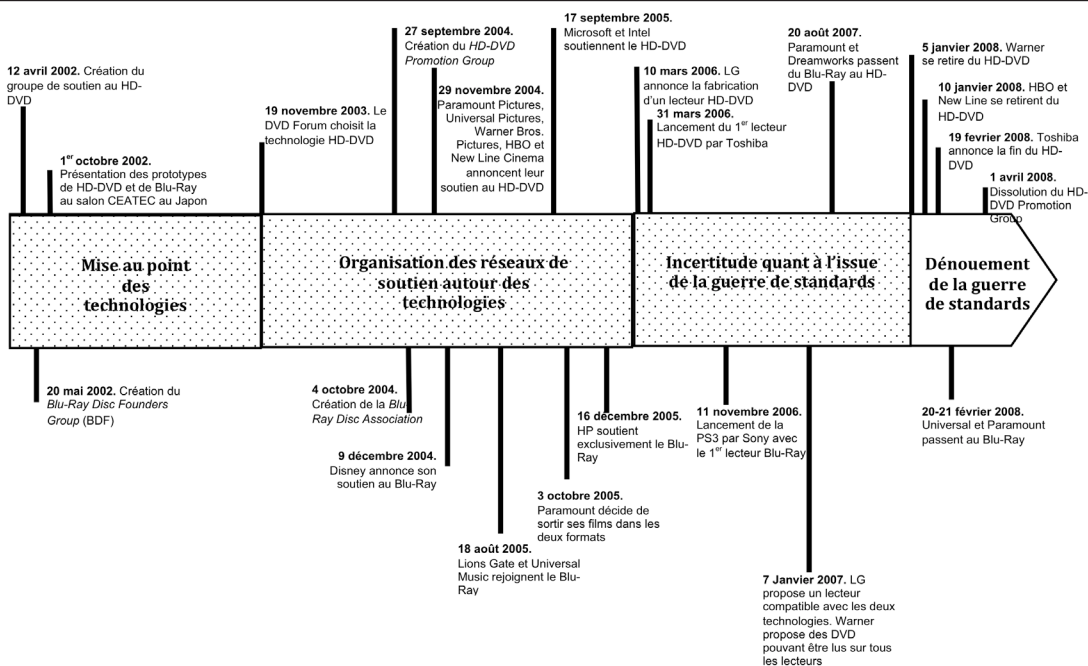 12 avril 2002. Création du
groupe de soutien au HD-
DVD
1er octobre 2002.
Présentation des prototypes
de HD-DVD et de Blu-Ray
au salon CEATEC au Japon
19 novembre 2003. Le
DVD Forum choisit la
technologie HD-DVD
27 septembre 2004.
Création du HD-DVD
Promotion Group
29 novembre 2004.
Paramount Pictures,
Universal Pictures,
Warner Bros.
Pictures, HBO et
New Line Cinema
annoncent leur
soutien au HD-DVD
17 septembre 2005.
Microsoft et Intel
soutiennent le HD-DVD
10 mars 2006. LG
annonce la fabrication
d'un lecteur HD-DVD
31 mars 2006.
Lancement du 1er lecteur
HD-DVD par Toshiba
20 août 2007.
Paramount et
Dreamworks passent
du Blu-Ray au HD-
DVD
5 janvier 2008. Warner
se retire du HD-DVD
10 janvier 2008. HBO et
New Line se retirent du
HD-DVD
19 fevrier 2008. Toshiba
annonce la fin du HD-
DVD
1 avril 2008.
Dissolution du HD-
DVD Promotion
Group
Mise au point
des
technologies
Organisation des réseaux de
soutien autour des
technologies
Incertitude quant à l'issue
de la guerre de standards
Dénouement
de la guerre
de standards
20 mai 2002. Création du
Blu-Ray Disc Founders
Group (BDF)
4 octobre 2004.
Création de la Blu-
Ray Disc Association
9 décembre 2004.
Disney annonce son
soutien au Blu-Ray
18 août 2005.
Lions Gate et Universal
Music rejoignent le Blu-
Ray
3 octobre 2005.
Paramount décide de
sortir ses films dans les
deux formats
16 décembre 2005.
HP soutient
exclusivement le Blu-
Ray
11 novembre 2006.
Lancement de la
PS3 par Sony avec
le 1er lecteur Blu-Ray
7 Janvier 2007. LG
propose un lecteur
compatible avec les deux
technologies. Warner
propose des DVD
pouvant être lus sur tous
les lecteurs
20-21 février 2008.
Universal et Paramount
passent au Blu-Ray